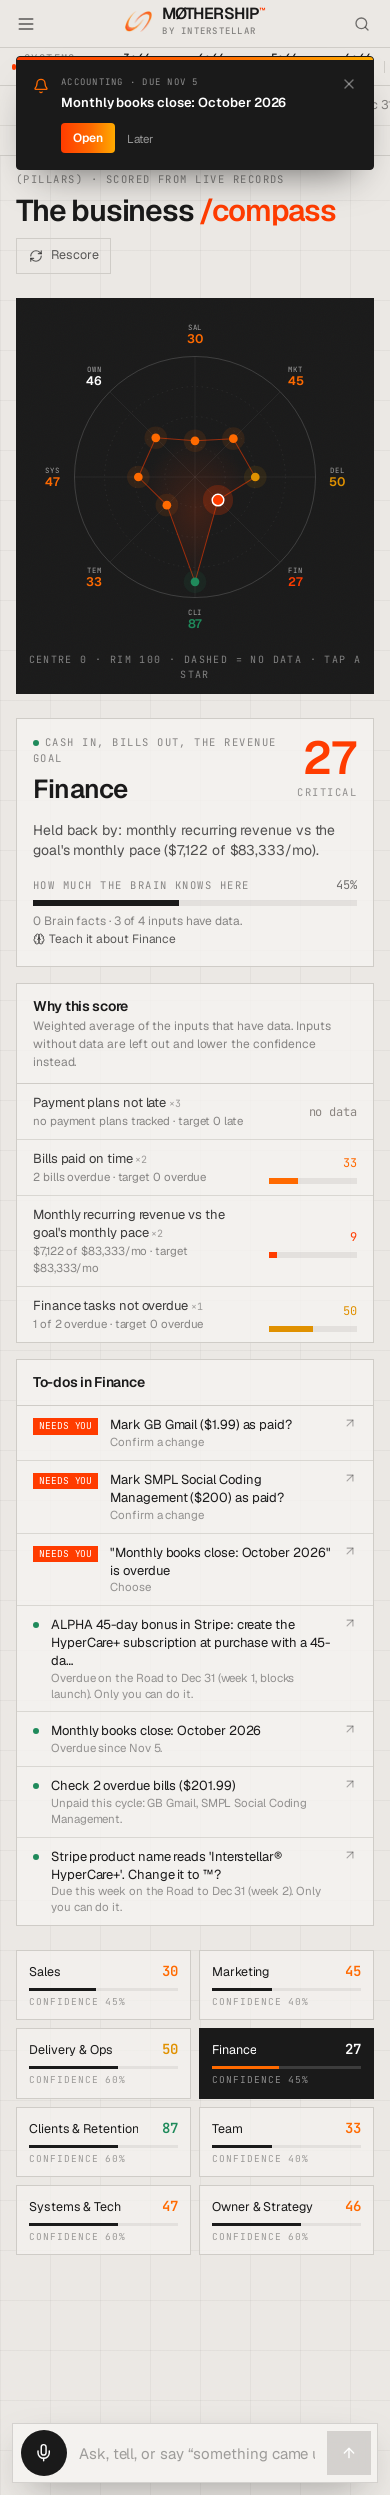 MØTHERSHIP™
BY INTERSTELLAR
ACCOUNTING · DUE NOV 5
Monthly books close: October 2026
Open
Later
(PILLARS) · SCORED FROM LIVE RECORDS
The business /compass
Rescore
SAL
30
OWN
46
MKT
45
SYS
47
DEL
50
TEM
33
FIN
27
CLI
87
CENTRE 0 · RIM 100 · DASHED = NO DATA · TAP A
STAR
CASH IN, BILLS OUT, THE REVENUE
GOAL
27
Finance
CRITICAL
Held back by: monthly recurring revenue vs the
goal's monthly pace ($7,122 of $83,333/mo).
HOW MUCH THE BRAIN KNOWS HERE
45%
0 Brain facts · 3 of 4 inputs have data.
Teach it about Finance
Why this score
Weighted average of the inputs that have data. Inputs
without data are left out and lower the confidence
instead.
Payment plans not late ×3
no payment plans tracked · target 0 late
no data
Bills paid on time ×2
2 bills overdue · target 0 overdue
33
Monthly recurring revenue vs the
goal's monthly pace ×2
$7,122 of $83,333/mo · target
$83,333/mo
9
Finance tasks not overdue ×1
1 of 2 overdue · target 0 overdue
50
To-dos in Finance
NEEDS YOU
Mark GB Gmail ($1.99) as paid?
Confirm a change
NEEDS YOU
Mark SMPL Social Coding
Management ($200) as paid?
Confirm a change
NEEDS YOU
"Monthly books close: October 2026"
is overdue
Choose
ALPHA 45-day bonus in Stripe: create the
HyperCare+ subscription at purchase with a 45-
da…
Overdue on the Road to Dec 31 (week 1, blocks
launch). Only you can do it.
Monthly books close: October 2026
Overdue since Nov 5.
Check 2 overdue bills ($201.99)
Unpaid this cycle: GB Gmail, SMPL Social Coding
Management.
Stripe product name reads 'Interstellar®
HyperCare+'. Change it to ™?
Due this week on the Road to Dec 31 (week 2). Only
you can do it.
Sales 30
CONFIDENCE 45%
Marketing 45
CONFIDENCE 40%
Delivery & Ops 50
CONFIDENCE 60%
Finance 27
CONFIDENCE 45%
Clients & Retention 87
CONFIDENCE 60%
Team 33
CONFIDENCE 40%
Systems & Tech 47
CONFIDENCE 60%
Owner & Strategy 46
CONFIDENCE 60%
Ask, tell, or say "something came u